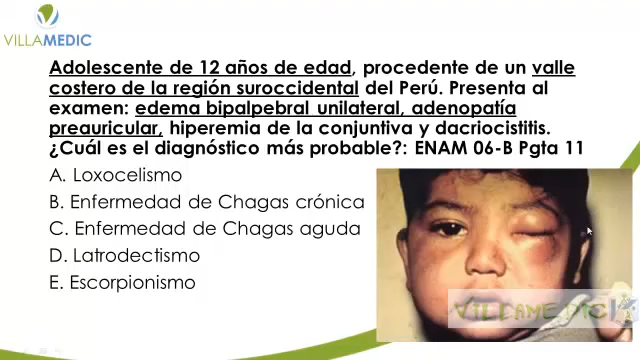 VILLAMEDIC
Adolescente de 12 años de edad, procedente de un valle
costero de la región suroccidental del Perú. Presenta al
examen: edema bipalpebral unilateral, adenopatía
preauricular, hiperemia de la conjuntiva y dacriocistitis.
¿Cuál es el diagnóstico más probable?: ENAM 06-B Pgta 11
A. Loxocelismo
B. Enfermedad de Chagas crónica
C. Enfermedad de Chagas aguda
D. Latrodectismo
E. Escorpionismo
VILLAMEDIC